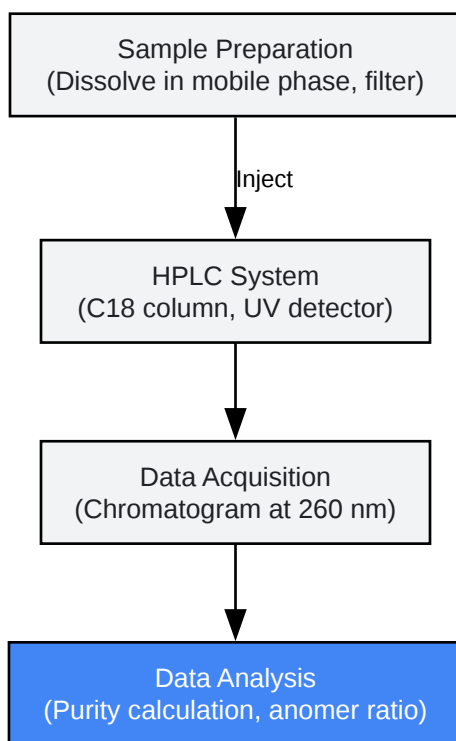 Sample Preparation
(Dissolve in mobile phase, filter)
Inject
HPLC System
(C18 column, UV detector)
Data Acquisition
(Chromatogram at 260 nm)
Data Analysis
(Purity calculation, anomer ratio)